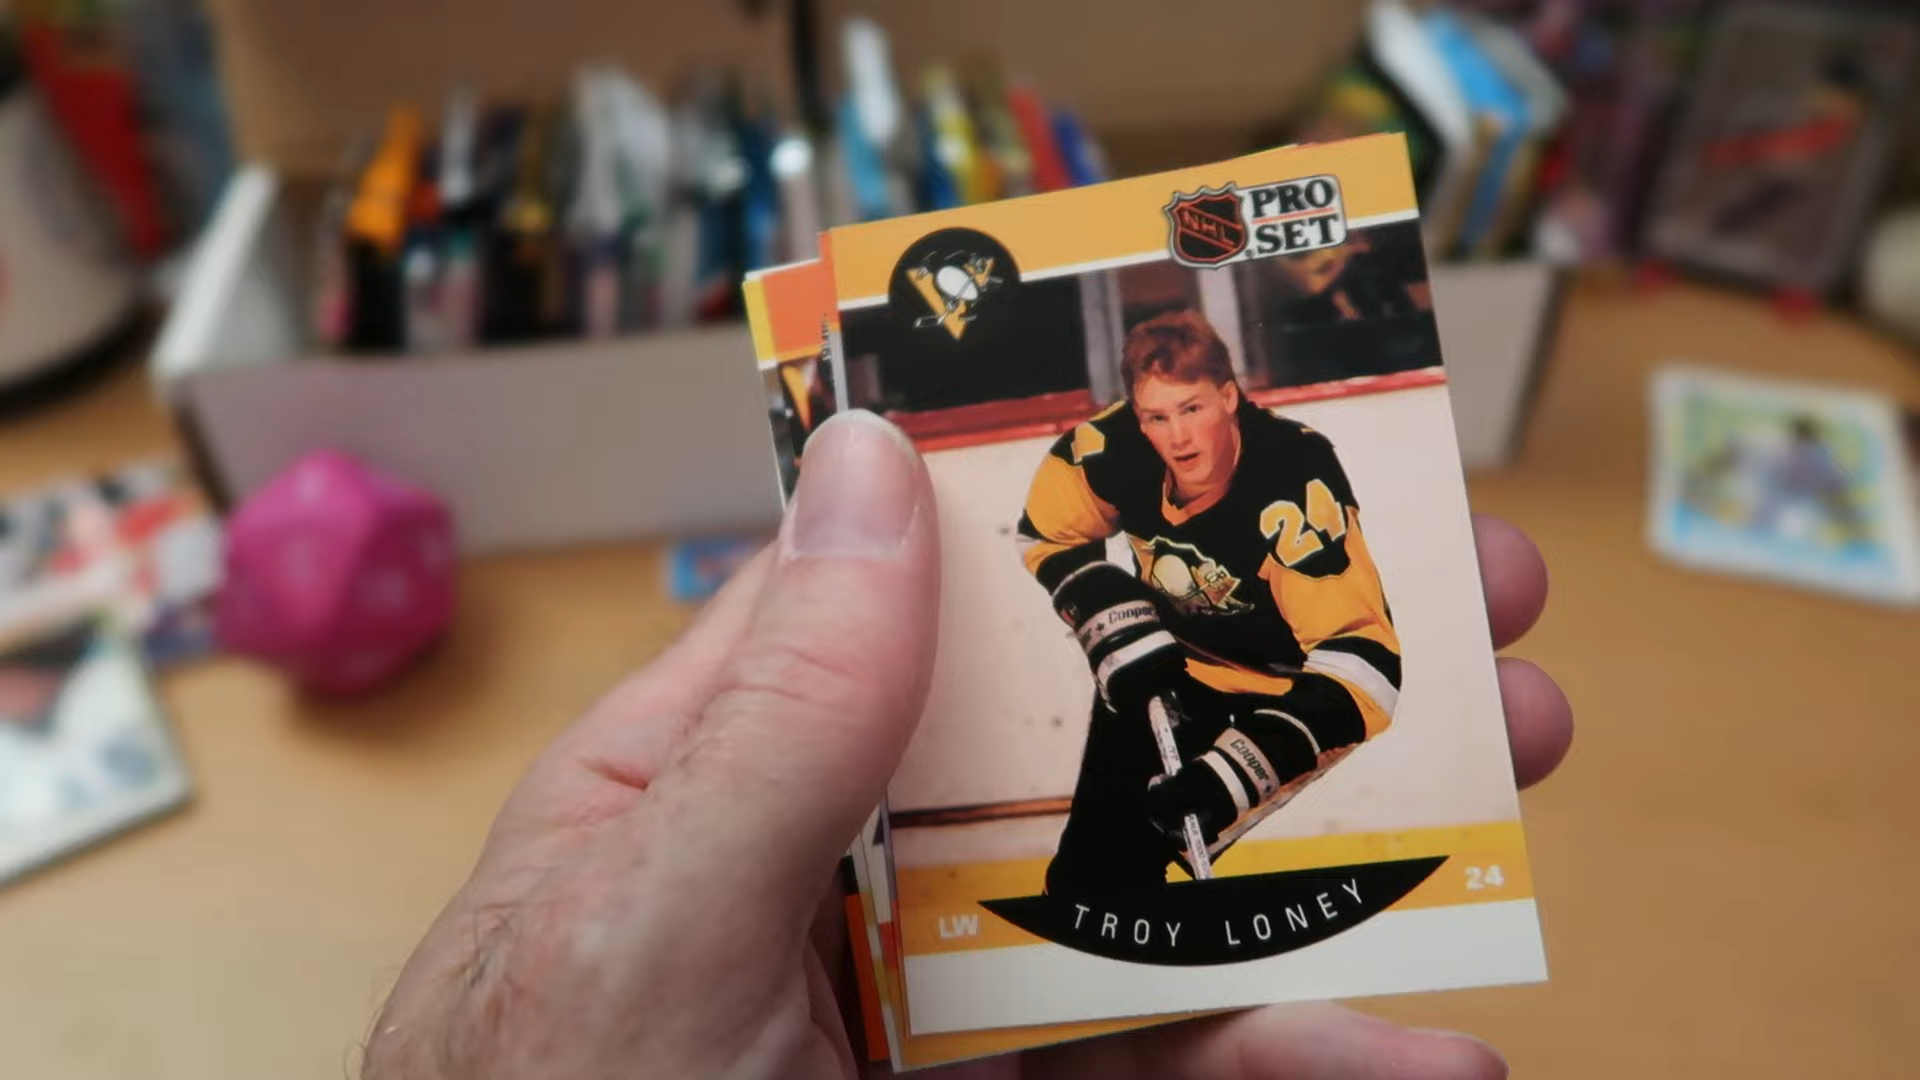 NHL
PRO
SET
24
Cooper
Cooper
LW
TROY LONEY
24